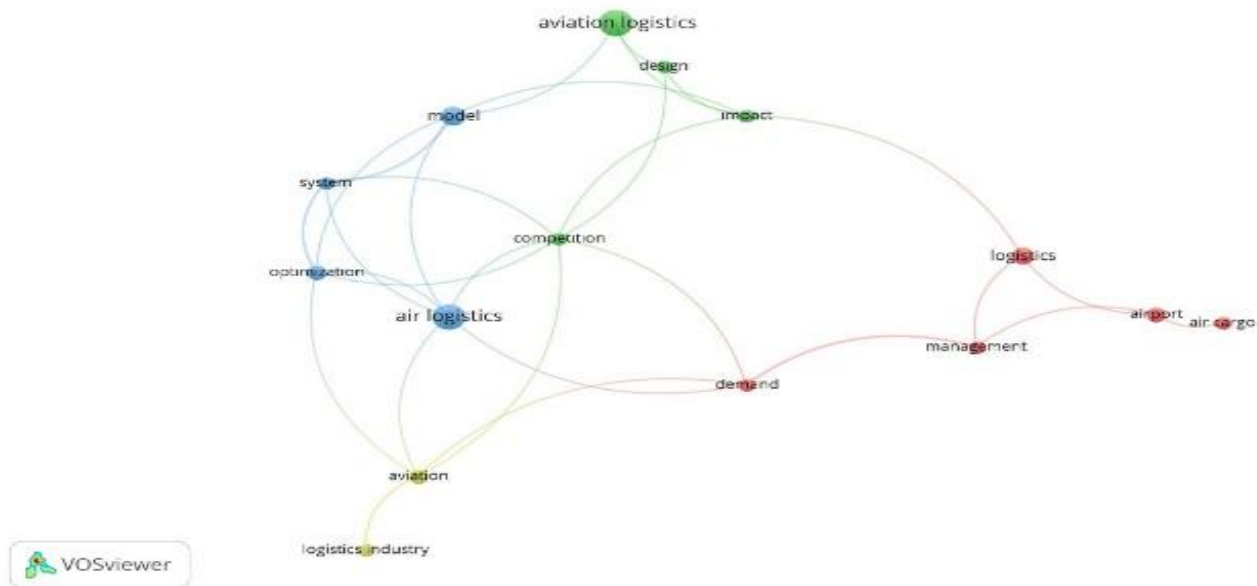 aviation logistics
design
model
impact
system
competition
logistics
optimization
air logistics
airport
air cargo
management
demand
aviation
logistics industry
VOSviewer